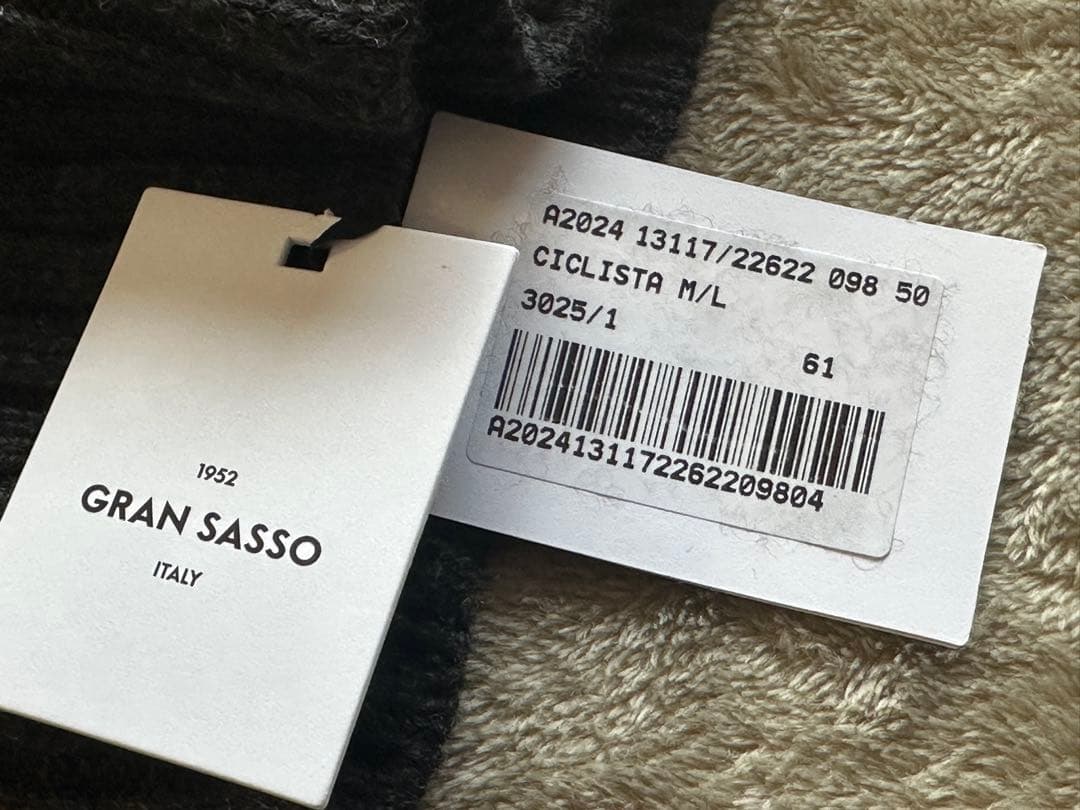 1952
GRAN SASSO
ITALY
A2024 13117/22622 098 50
CICLISTA M/L
3025/1
61
A2024131172262209804